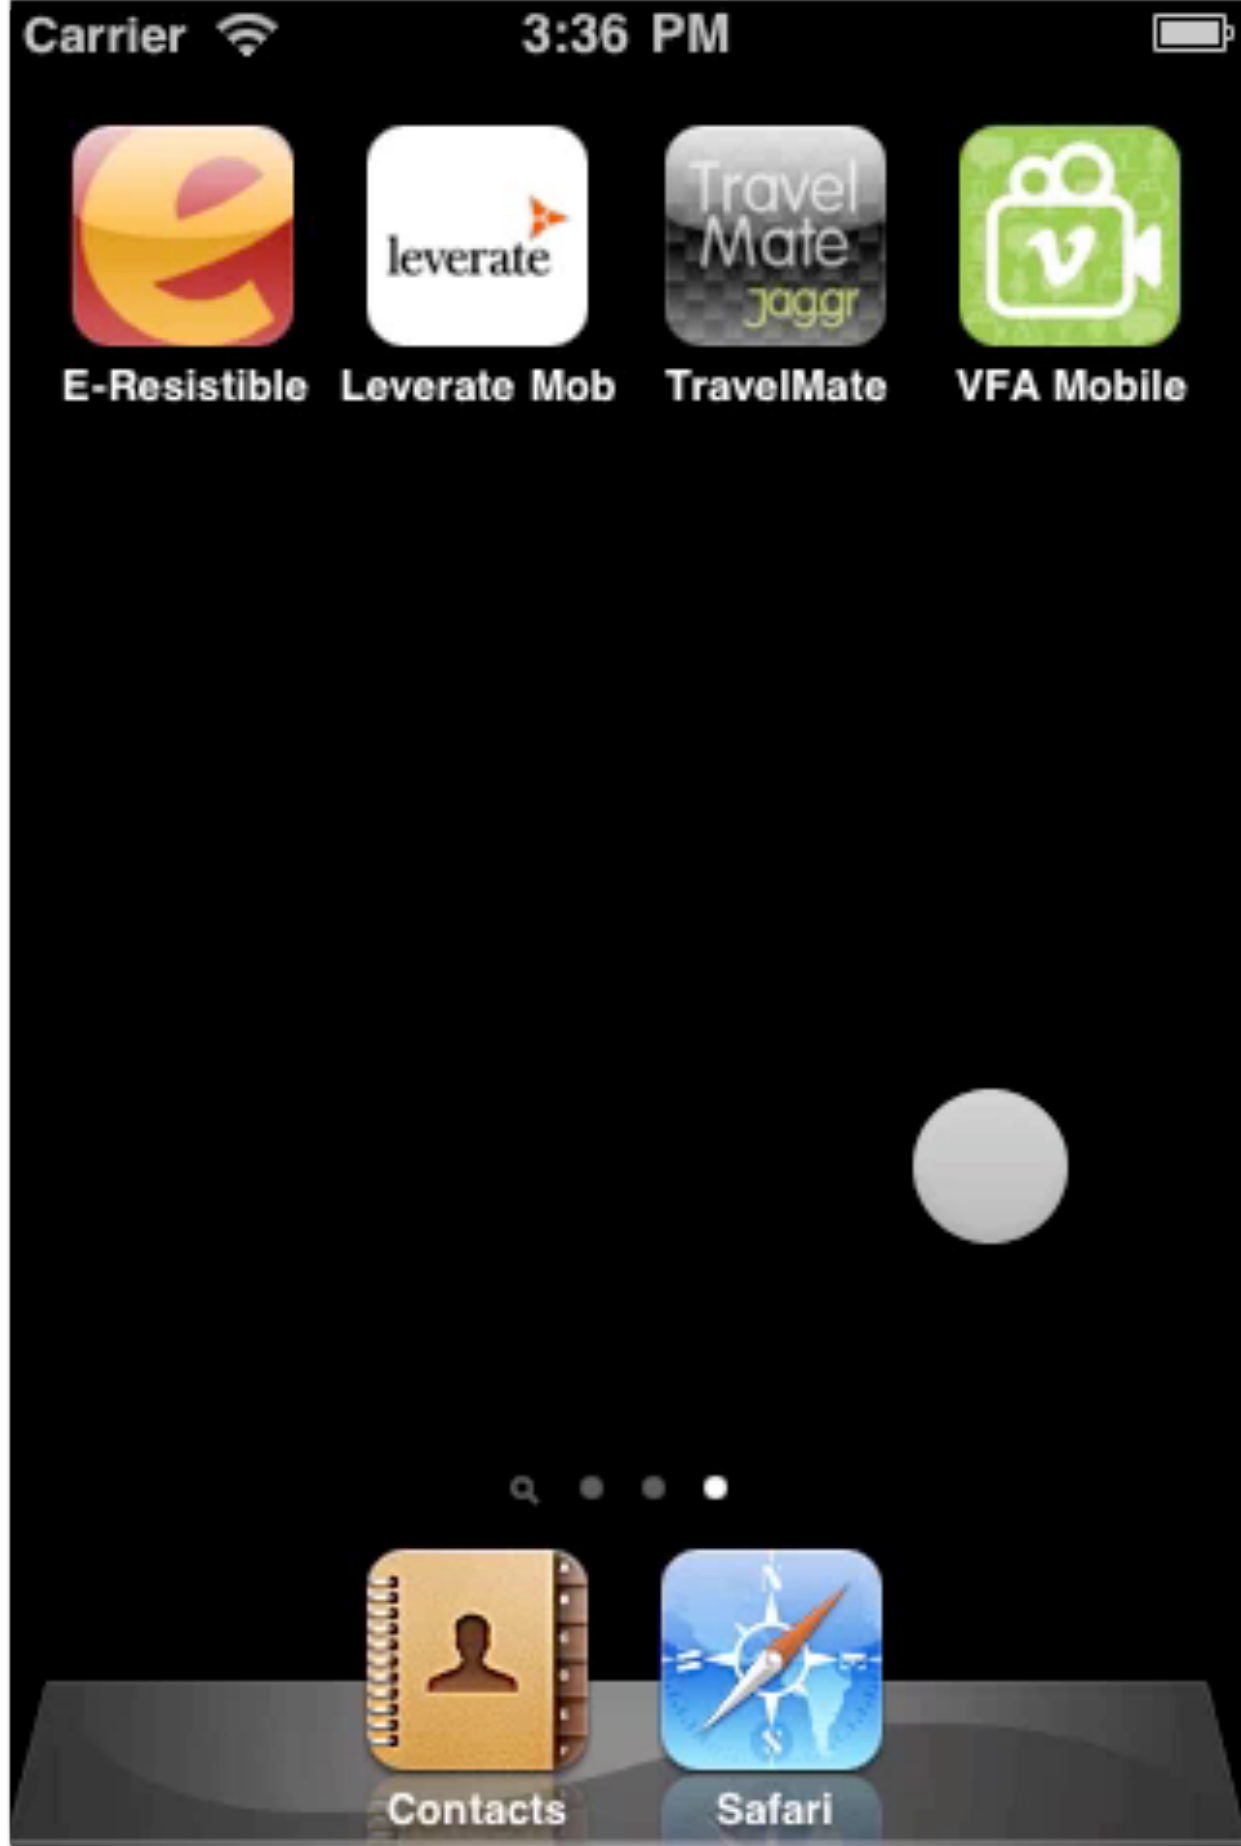 Carrier 3:36 PM
e leverate Travel
Mate
jaggr
v
E-Resistible Leverate Mob TravelMate VFA Mobile
N
S
Contacts Safari